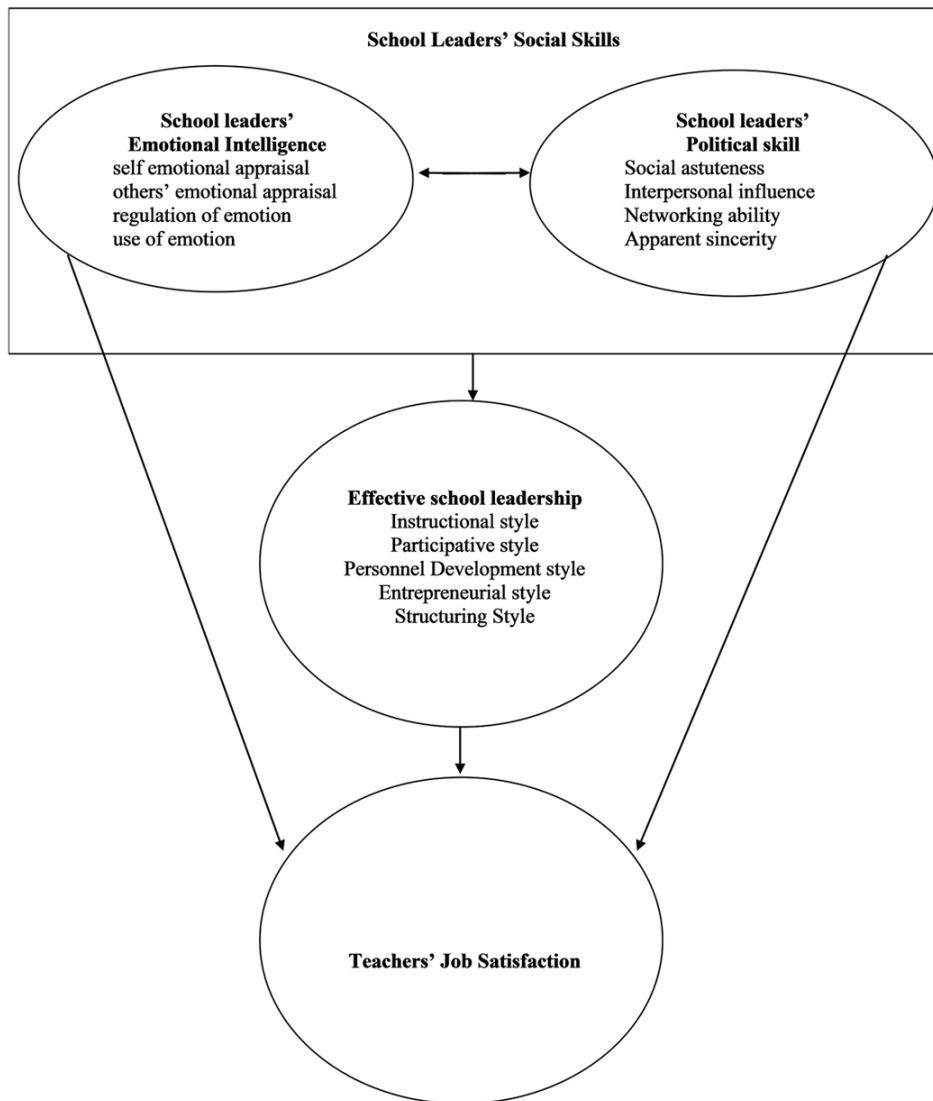 School Leaders’ Social Skills
School leaders’
Emotional Intelligence
self emotional appraisal
others’ emotional appraisal
regulation of emotion
use of emotion
School leaders’
Political skill
Social astuteness
Interpersonal influence
Networking ability
Apparent sincerity
Effective school leadership
Instructional style
Participative style
Personnel Development style
Entrepreneurial style
Structuring Style
Teachers’ Job Satisfaction